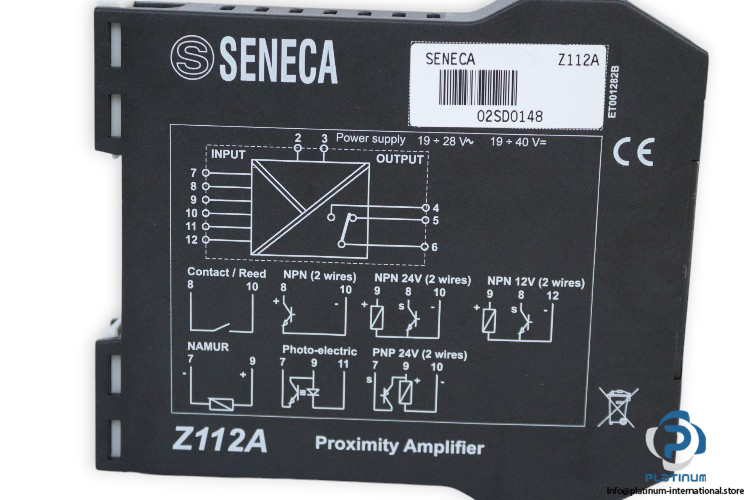 SENECA
SENECA Z112A
02SD0148
ET001282B
2 3 Power supply 19 ÷ 28 V∿ 19 ÷ 40 V=
INPUT OUTPUT
7
8
9
10
11
12
4
5
6
CE
Contact / Reed NPN (2 wires) NPN 24V (2 wires) NPN 12V (2 wires)
8 10 8 10 9 8 10 9 8 12
+ - + s - + s -
NAMUR Photo-electric PNP 24V (2 wires)
7 9 7 9 11 7 9 10
- + s + -
Z112A Proximity Amplifier
PLATINUM
Info@platinum-international.store